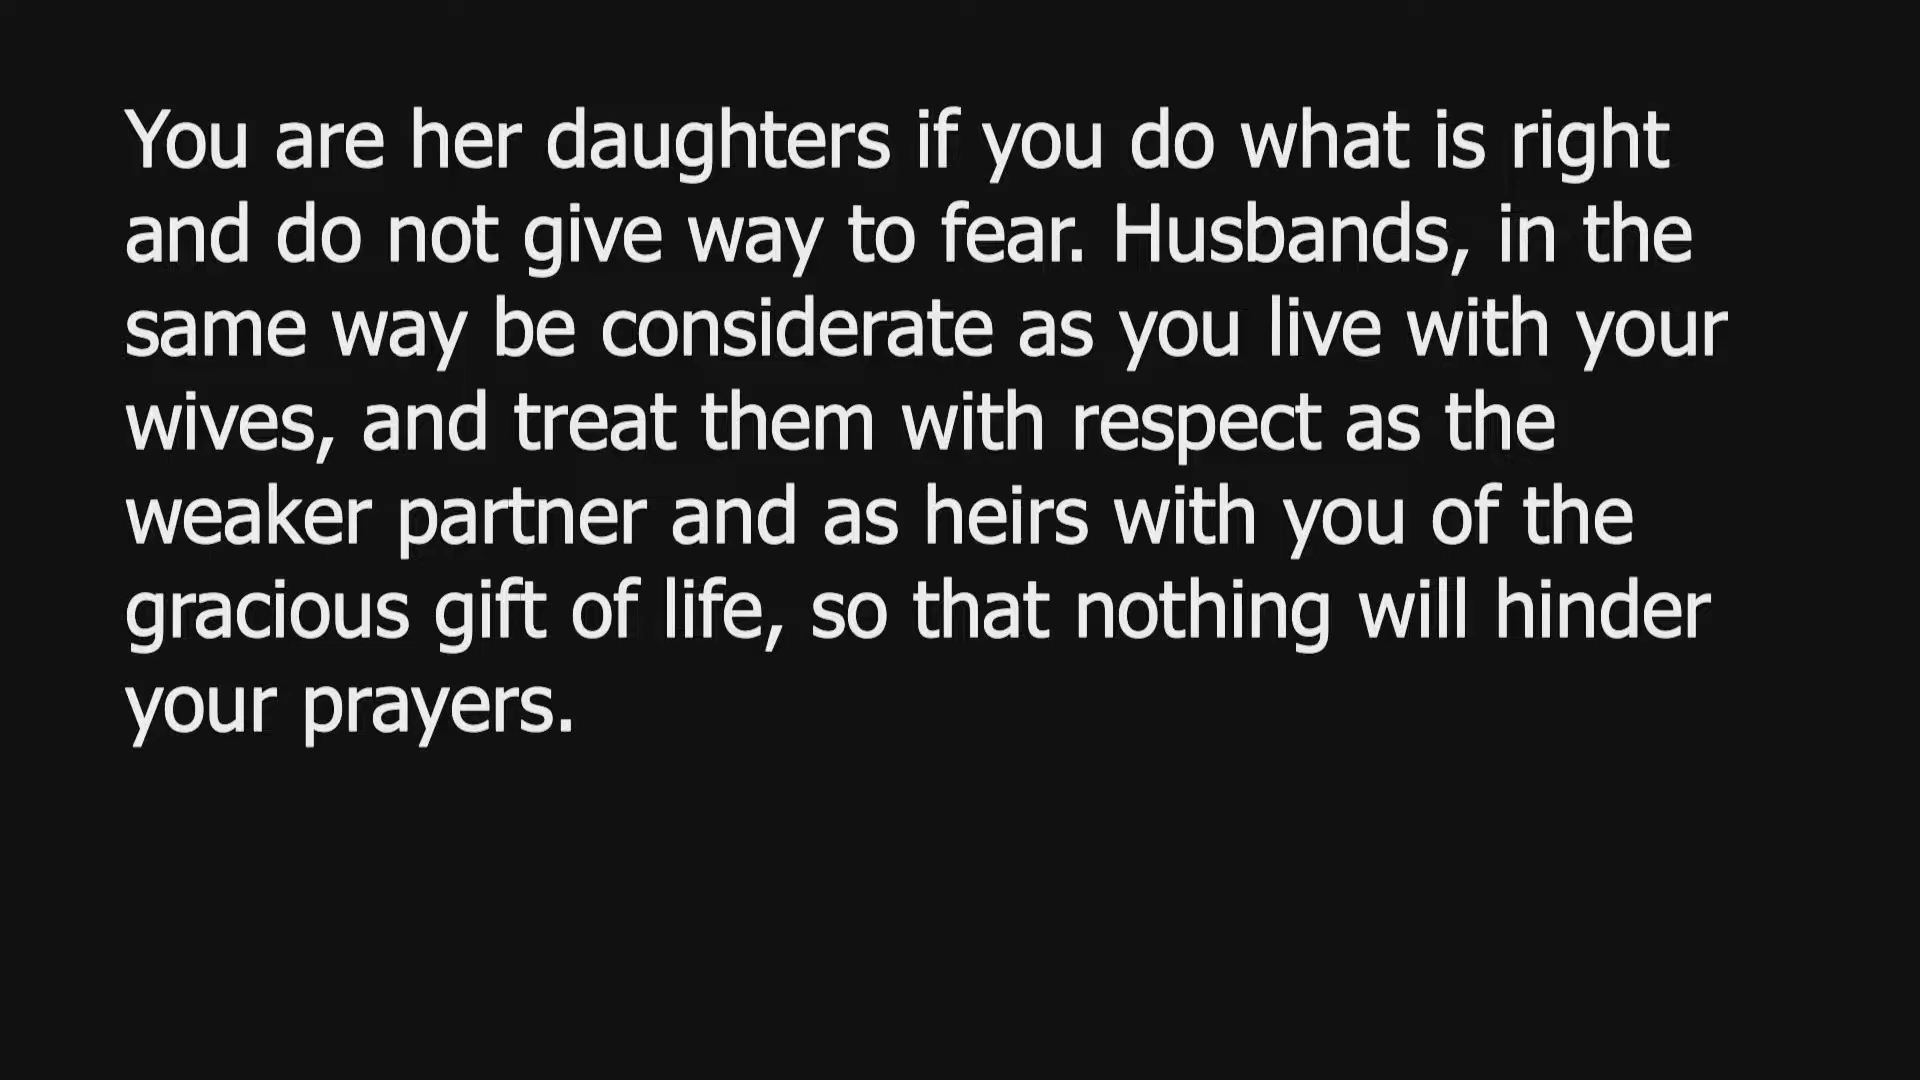 You are her daughters if you do what is right
and do not give way to fear. Husbands, in the
same way be considerate as you live with your
wives, and treat them with respect as the
weaker partner and as heirs with you of the
gracious gift of life, so that nothing will hinder
your prayers.